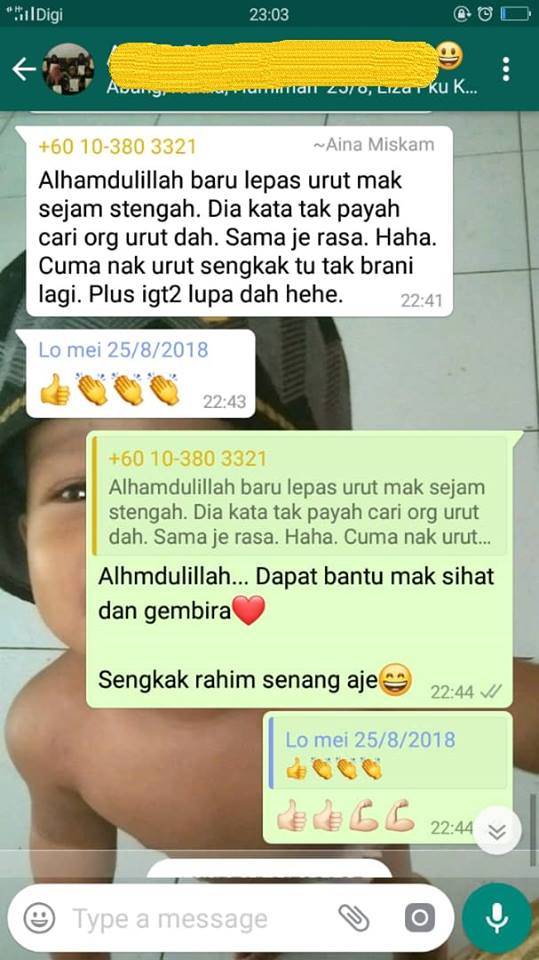 Digi
23:03
25/8, Liza Pku K...
+60 10-380 3321 ~Aina Miskam
Alhamdulillah baru lepas urut mak
sejam stengah. Dia kata tak payah
cari org urut dah. Sama je rasa. Haha.
Cuma nak urut sengkak tu tak brani
lagi. Plus igt2 lupa dah hehe.
22:41
Lo mei 25/8/2018
👍👏👏👏
22:43
+60 10-380 3321
Alhamdulillah baru lepas urut mak sejam
stengah. Dia kata tak payah cari org urut
dah. Sama je rasa. Haha. Cuma nak urut...
Alhmdulillah... Dapat bantu mak sihat
dan gembira❤️
Sengkak rahim senang aje😄
22:44
Lo mei 25/8/2018
👍👏👏👏
👍🏻👍🏻💪🏻💪🏻
22:44
Type a message